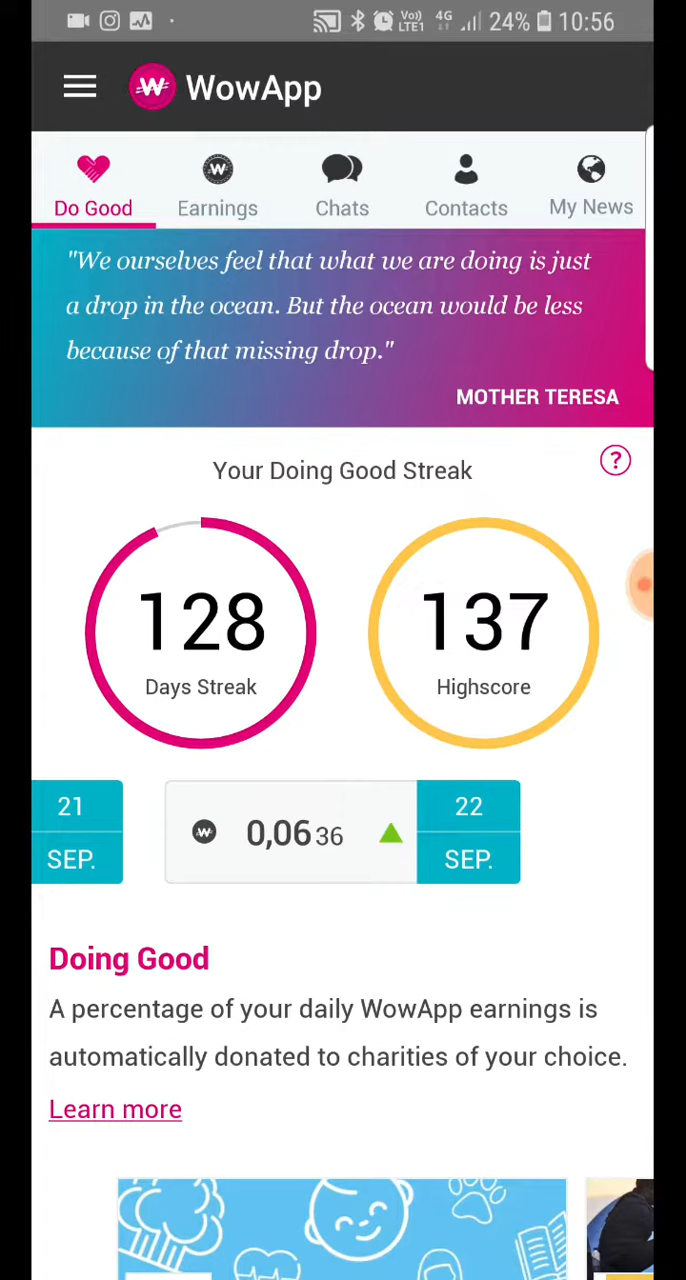 Vo)) 4G 24% 10:56
LTE1
WowApp
Do Good Earnings Chats Contacts My News
"We ourselves feel that what we are doing is just
a drop in the ocean. But the ocean would be less
because of that missing drop."
MOTHER TERESA
Your Doing Good Streak ?
128 137
Days Streak Highscore
21 0,06 36 22
SEP. SEP.
Doing Good
A percentage of your daily WowApp earnings is
automatically donated to charities of your choice.
Learn more